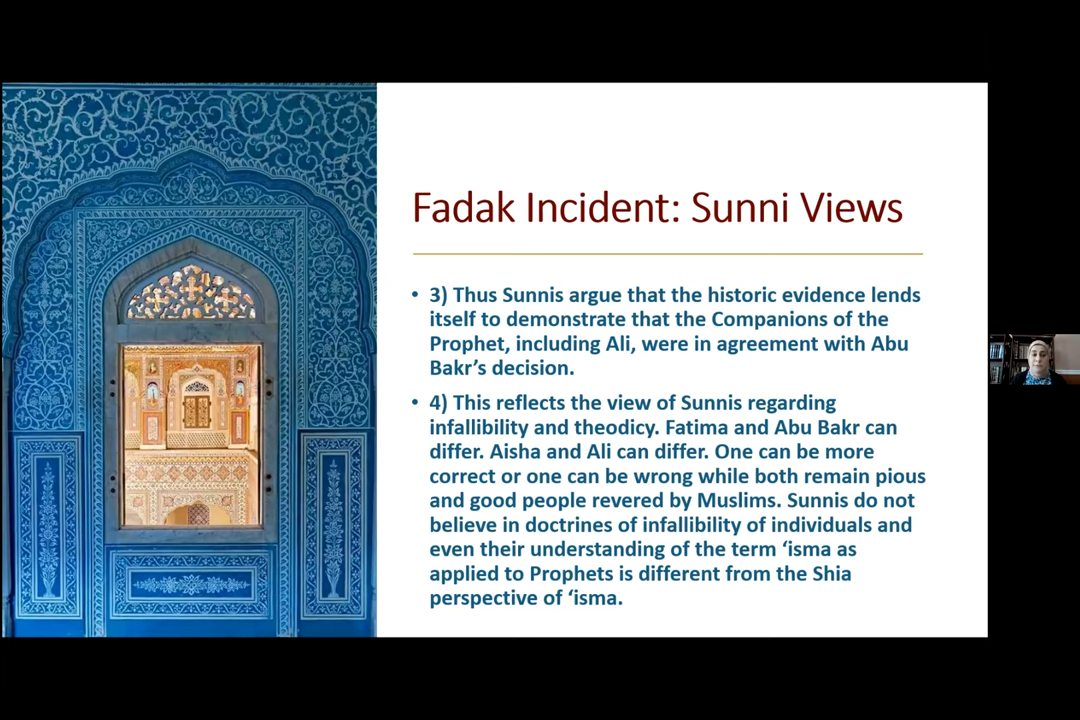 Fadak Incident: Sunni Views
• 3) Thus Sunnis argue that the historic evidence lends
itself to demonstrate that the Companions of the
Prophet, including Ali, were in agreement with Abu
Bakr’s decision.
• 4) This reflects the view of Sunnis regarding
infallibility and theodicy. Fatima and Abu Bakr can
differ. Aisha and Ali can differ. One can be more
correct or one can be wrong while both remain pious
and good people revered by Muslims. Sunnis do not
believe in doctrines of infallibility of individuals and
even their understanding of the term ‘isma as
applied to Prophets is different from the Shia
perspective of ‘isma.